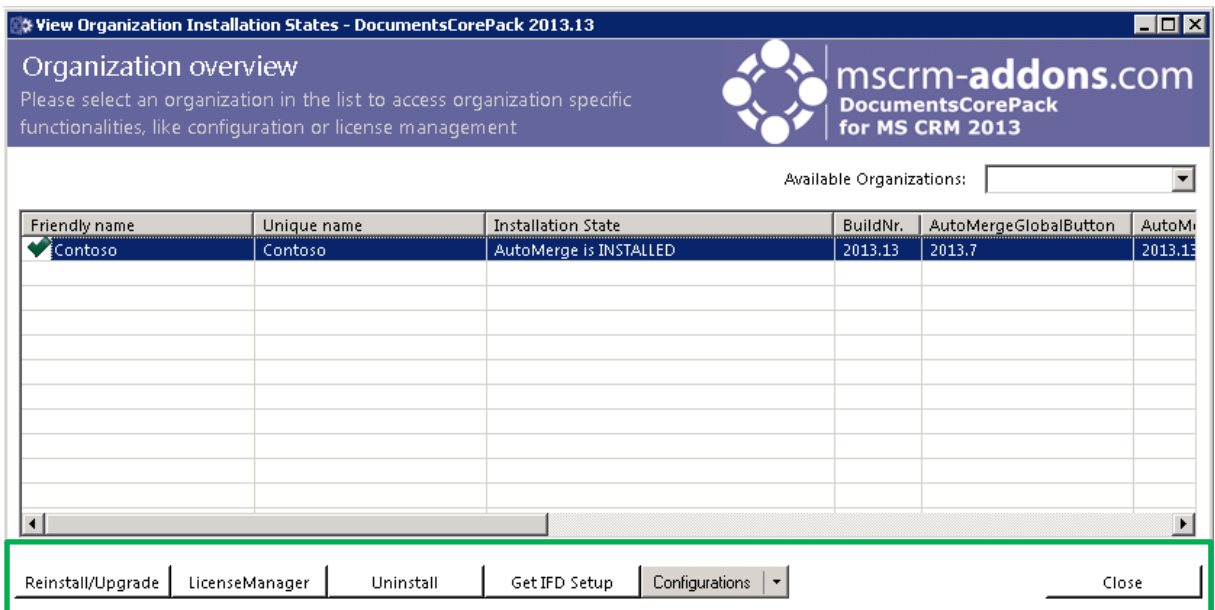 View Organization Installation States - DocumentsCorePack 2013.13
Organization overview
Please select an organization in the list to access organization specific
functionalities, like configuration or license management
mscrm-addons.com
DocumentsCorePack
for MS CRM 2013
Available Organizations:
Friendly name Unique name Installation State BuildNr. AutoMergeGlobalButton
Contoso Contoso AutoMerge is INSTALLED 2013.13 2013.7 2013.13
Reinstall/Upgrade LicenseManager Uninstall Get IFD Setup Configurations Close